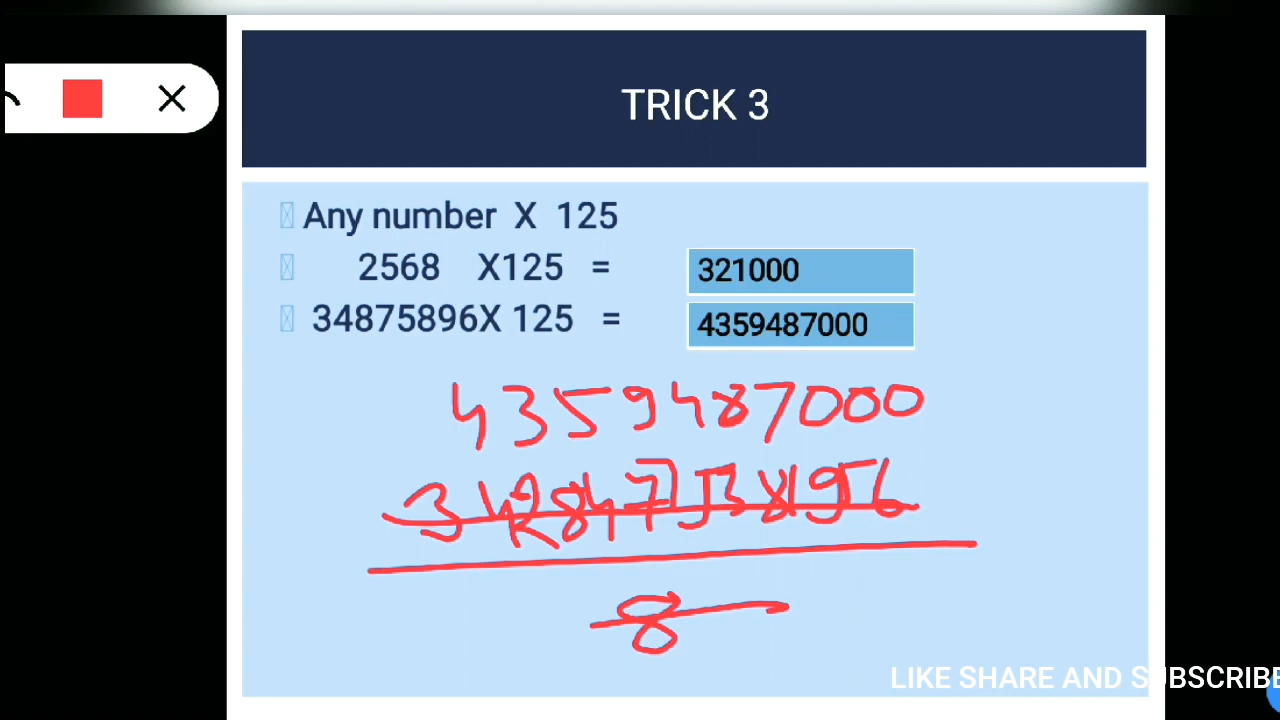 TRICK 3
Any number X 125
2568 X125 = 321000
34875896X 125 = 4359487000
4359487000
8
LIKE SHARE AND SUBSCRIBE